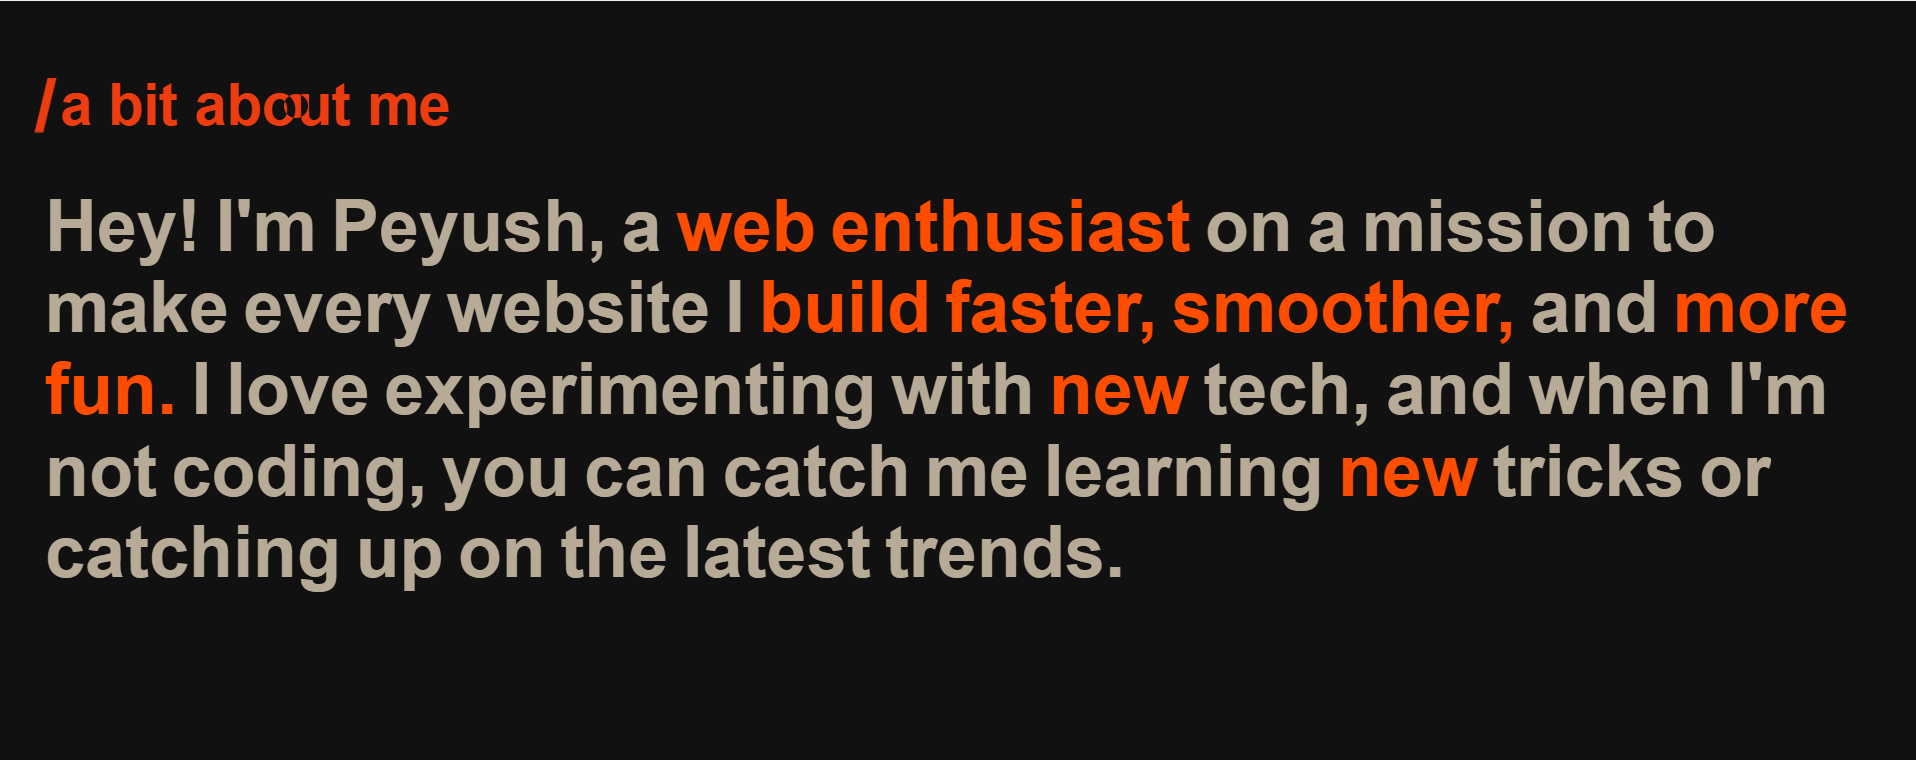 /a bit about me
Hey! I'm Peyush, a web enthusiast on a mission to
make every website I build faster, smoother, and more
fun. I love experimenting with new tech, and when I'm
not coding, you can catch me learning new tricks or
catching up on the latest trends.